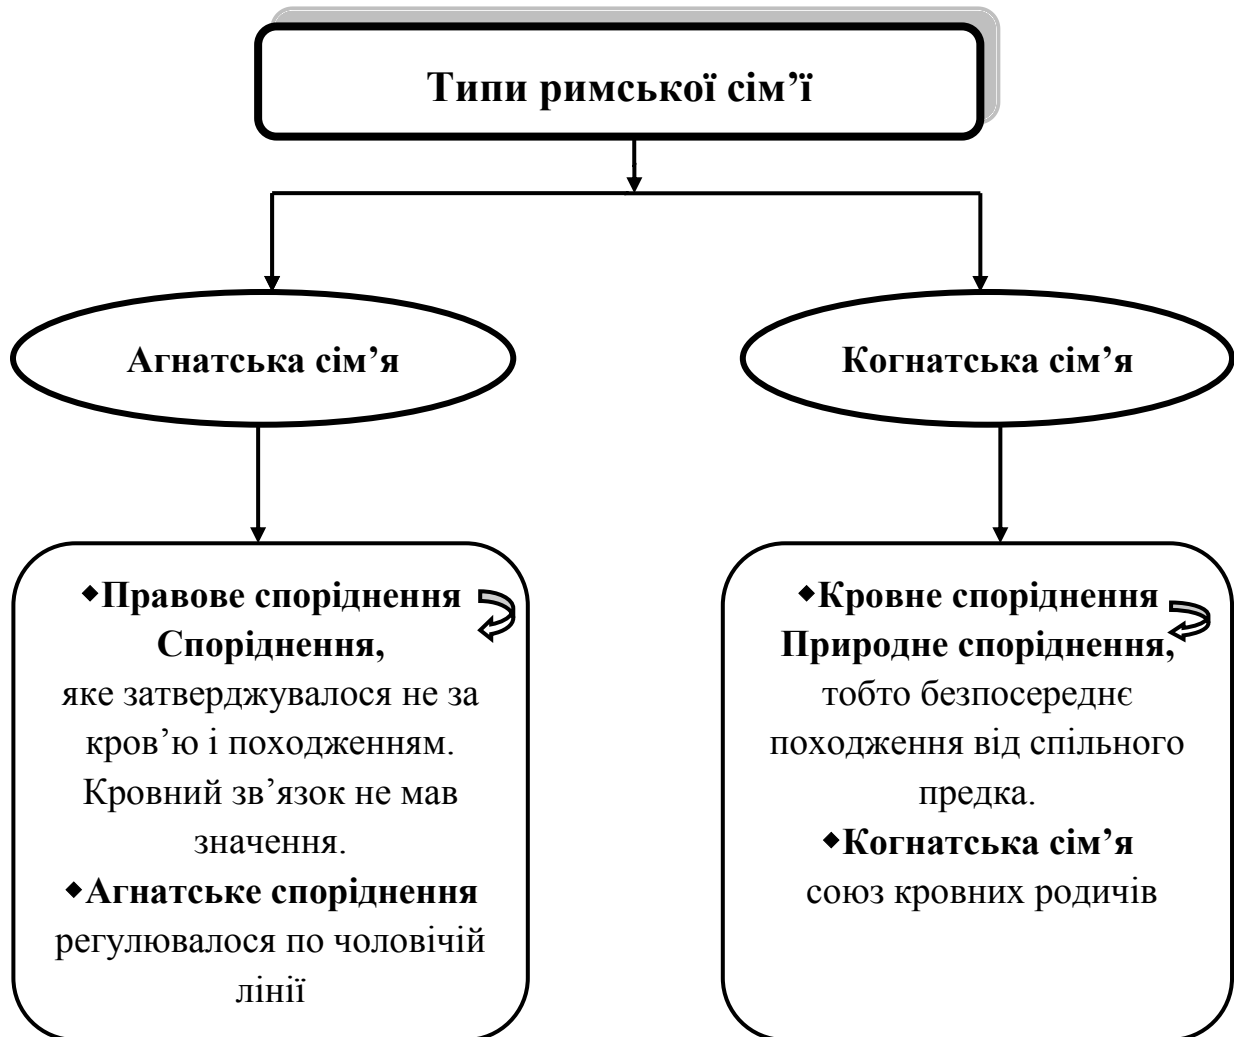 Типи римської сім’ї
Агнатська сім’я
Когнатська сім’я
◆Правове споріднення
Споріднення,
яке затверджувалося не за
кров’ю і походженням.
Кровний зв’язок не мав
значення.
◆Агнатське споріднення
регулювалося по чоловічій
лінії
◆Кровне споріднення
Природне споріднення,
тобто безпосереднє
походження від спільного
предка.
◆Когнатська сім’я
союз кровних родичів